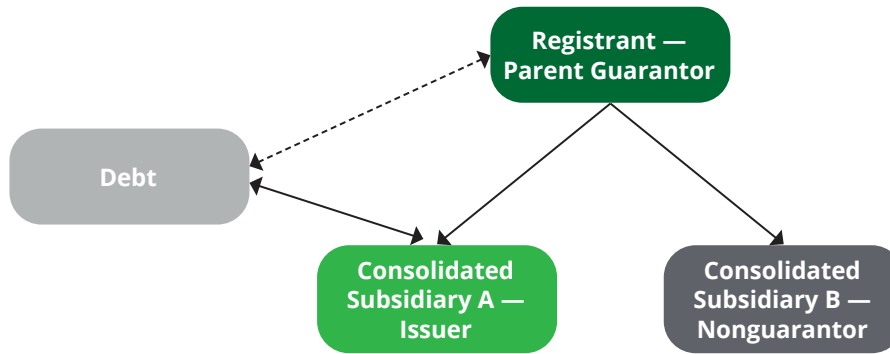 Registrant —
Parent Guarantor
Debt
Consolidated
Subsidiary A —
Issuer
Consolidated
Subsidiary B —
Nonguarantor